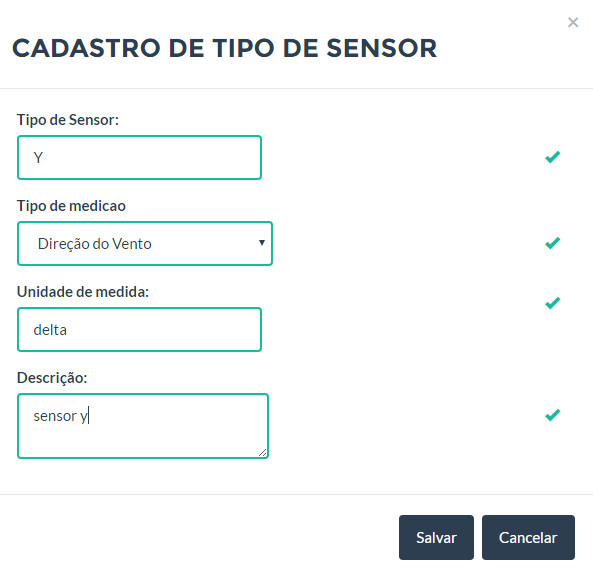 ×
CADASTRO DE TIPO DE SENSOR
Tipo de Sensor:
Y
Tipo de medicao
Direção do Vento
Unidade de medida:
delta
Descrição:
sensor y
Salvar
Cancelar